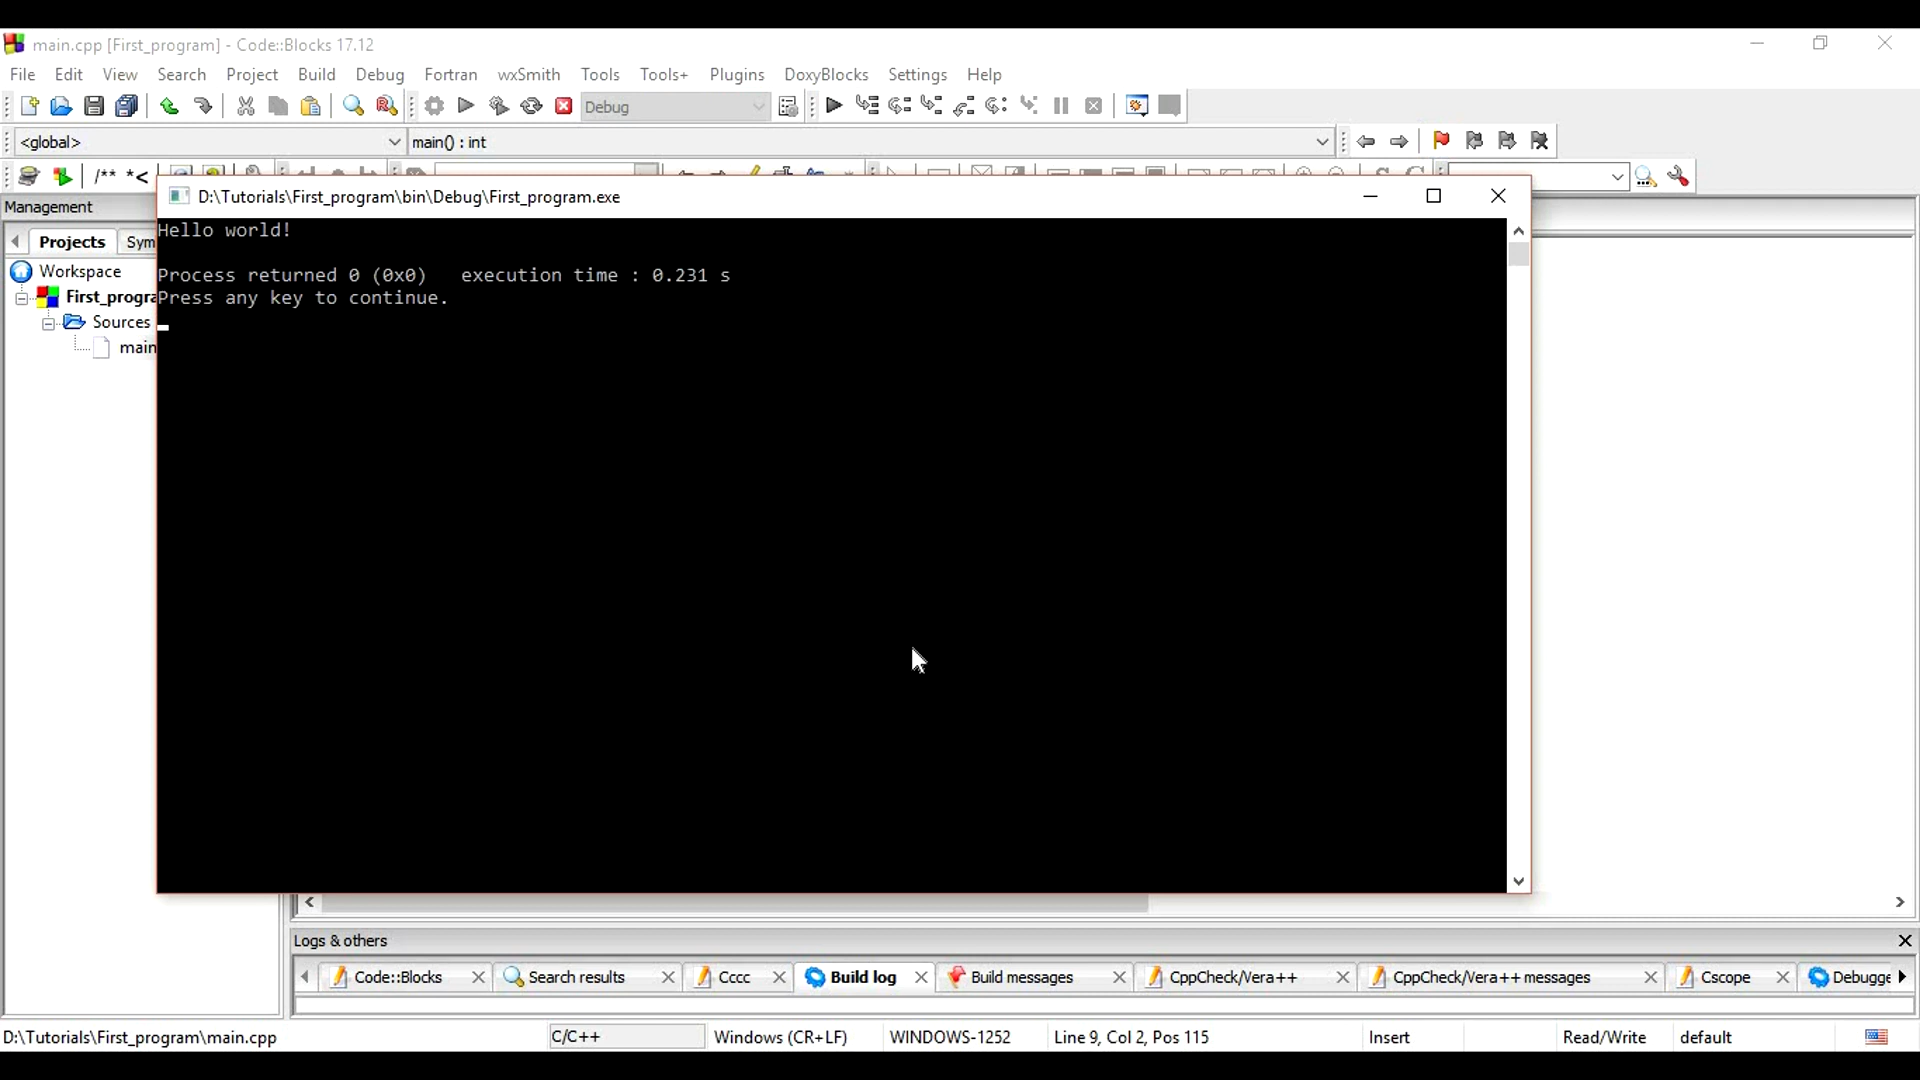 main.cpp [First_program] - Code::Blocks 17.12
File Edit View Search Project Build Debug Fortran wxSmith Tools Tools+ Plugins DoxyBlocks Settings Help
Debug
<global> main() : int
/** *<
Management
D:\Tutorials\First_program\bin\Debug\First_program.exe
Projects Sym
Hello world!
Workspace
Process returned 0 (0x0)   execution time : 0.231 s
First_progra
Press any key to continue.
Sources
main
Logs & others
Code::Blocks Search results Cccc Build log Build messages CppCheck/Vera++ CppCheck/Vera++ messages Cscope Debugge
D:\Tutorials\First_program\main.cpp C/C++ Windows (CR+LF) WINDOWS-1252 Line 9, Col 2, Pos 115 Insert Read/Write default